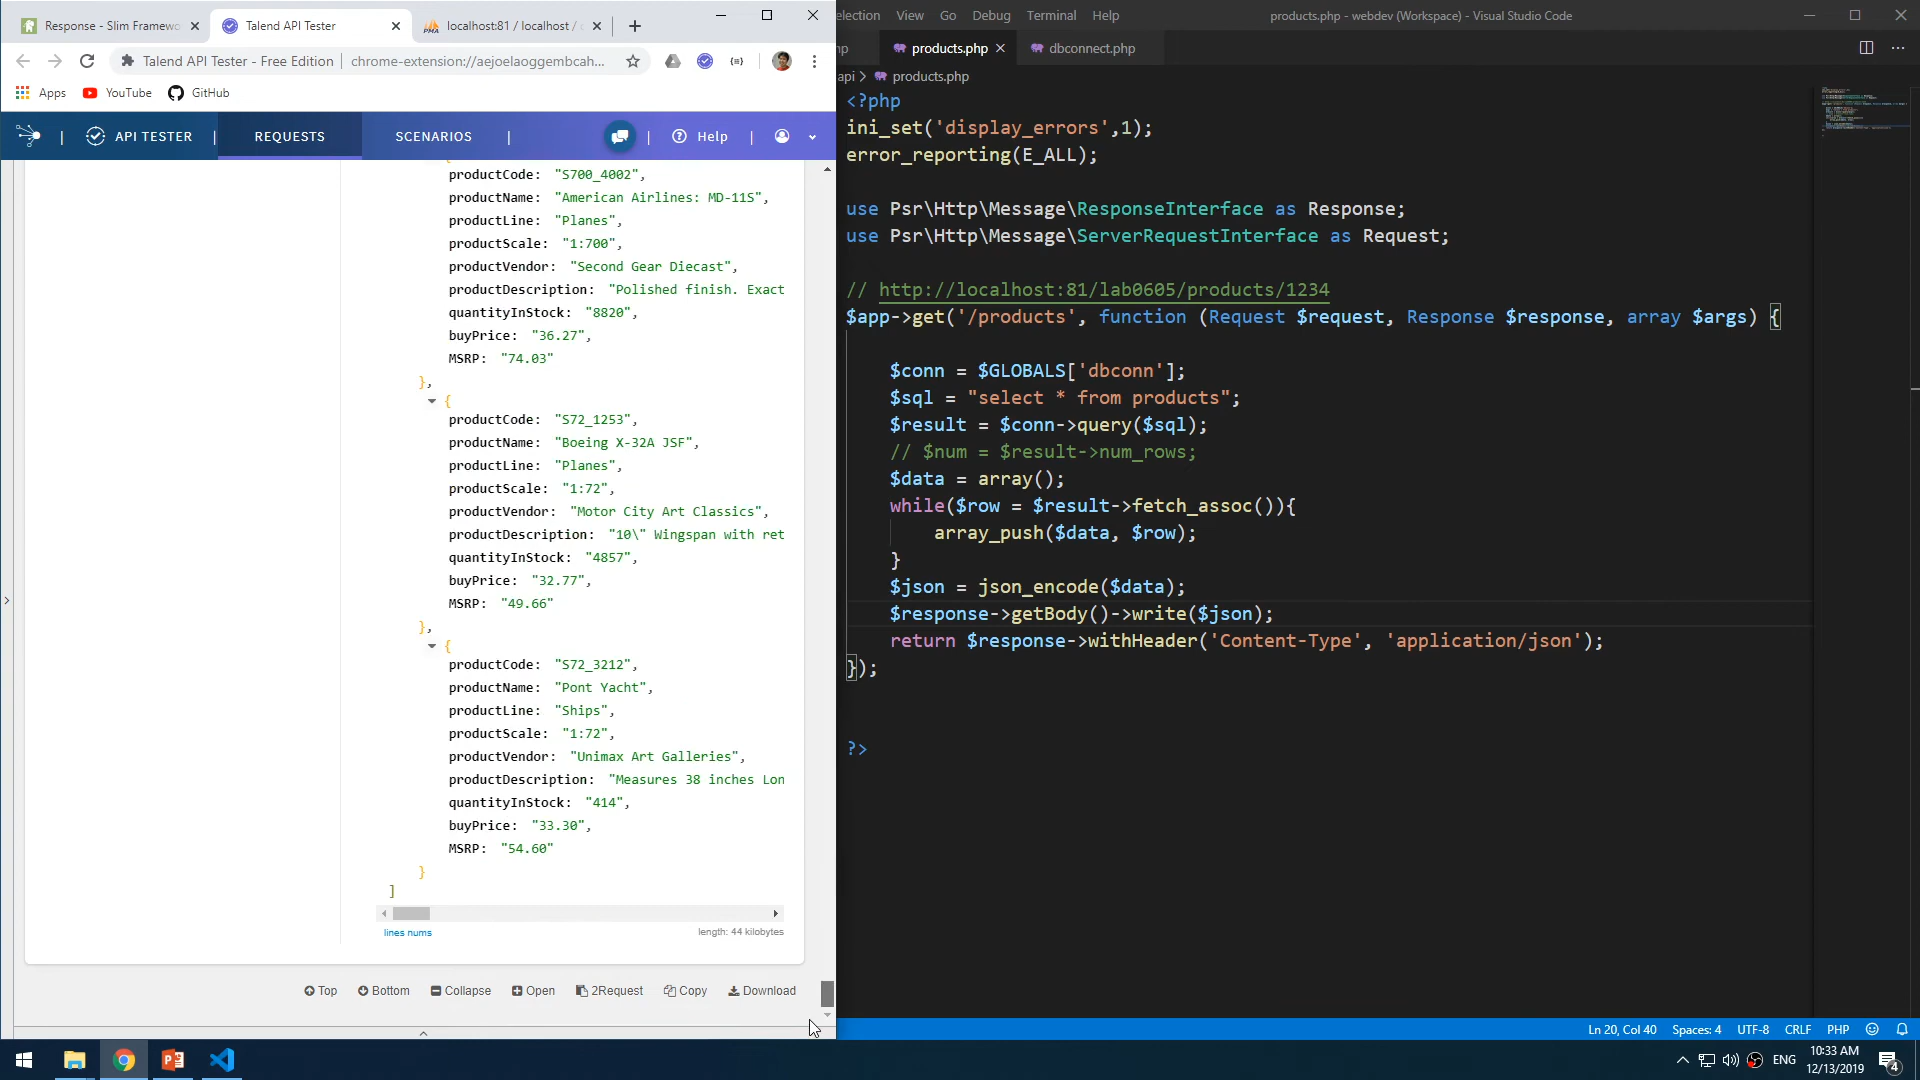 Response - Slim Framewo
Talend API Tester
localhost:81 / localhost / c
Talend API Tester - Free Edition | chrome-extension://aejoelaoggembcah...
Apps YouTube GitHub
| API TESTER | REQUESTS SCENARIOS | | Help |
productCode: "S700_4002",
productName: "American Airlines: MD-11S",
productLine: "Planes",
productScale: "1:700",
productVendor: "Second Gear Diecast",
productDescription: "Polished finish. Exact
quantityInStock: "8820",
buyPrice: "36.27",
MSRP: "74.03"
},
{
productCode: "S72_1253",
productName: "Boeing X-32A JSF",
productLine: "Planes",
productScale: "1:72",
productVendor: "Motor City Art Classics",
productDescription: "10\" Wingspan with ret
quantityInStock: "4857",
buyPrice: "32.77",
MSRP: "49.66"
},
{
productCode: "S72_3212",
productName: "Pont Yacht",
productLine: "Ships",
productScale: "1:72",
productVendor: "Unimax Art Galleries",
productDescription: "Measures 38 inches Lon
quantityInStock: "414",
buyPrice: "33.30",
MSRP: "54.60"
}
]
lines nums length: 44 kilobytes
Top Bottom Collapse Open 2Request Copy Download
election View Go Debug Terminal Help products.php - webdev (Workspace) - Visual Studio Code
hp products.php dbconnect.php
api > products.php
<?php
ini_set('display_errors',1);
error_reporting(E_ALL);
use Psr\Http\Message\ResponseInterface as Response;
use Psr\Http\Message\ServerRequestInterface as Request;
// http://localhost:81/lab0605/products/1234
$app->get('/products', function (Request $request, Response $response, array $args) {
$conn = $GLOBALS['dbconn'];
$sql = "select * from products";
$result = $conn->query($sql);
// $num = $result->num_rows;
$data = array();
while($row = $result->fetch_assoc()){
array_push($data, $row);
}
$json = json_encode($data);
$response->getBody()->write($json);
return $response->withHeader('Content-Type', 'application/json');
});
?>
Ln 20, Col 40 Spaces: 4 UTF-8 CRLF PHP
ENG 10:33 AM
12/13/2019 4